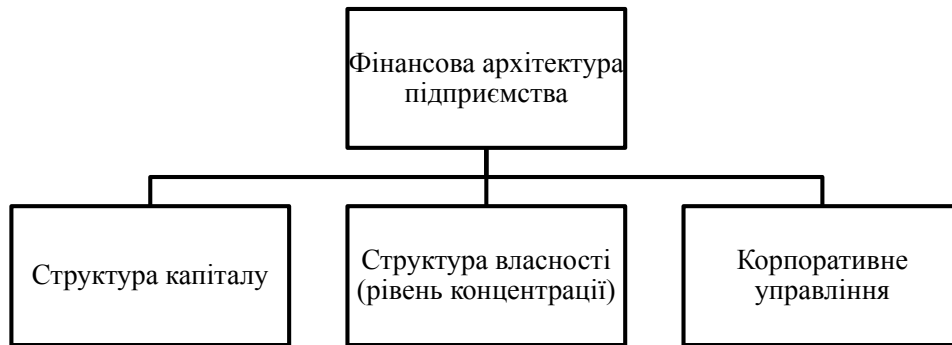 Фінансова архітектура
підприємства
Структура капіталу
Структура власності
(рівень концентрації)
Корпоративне
управління